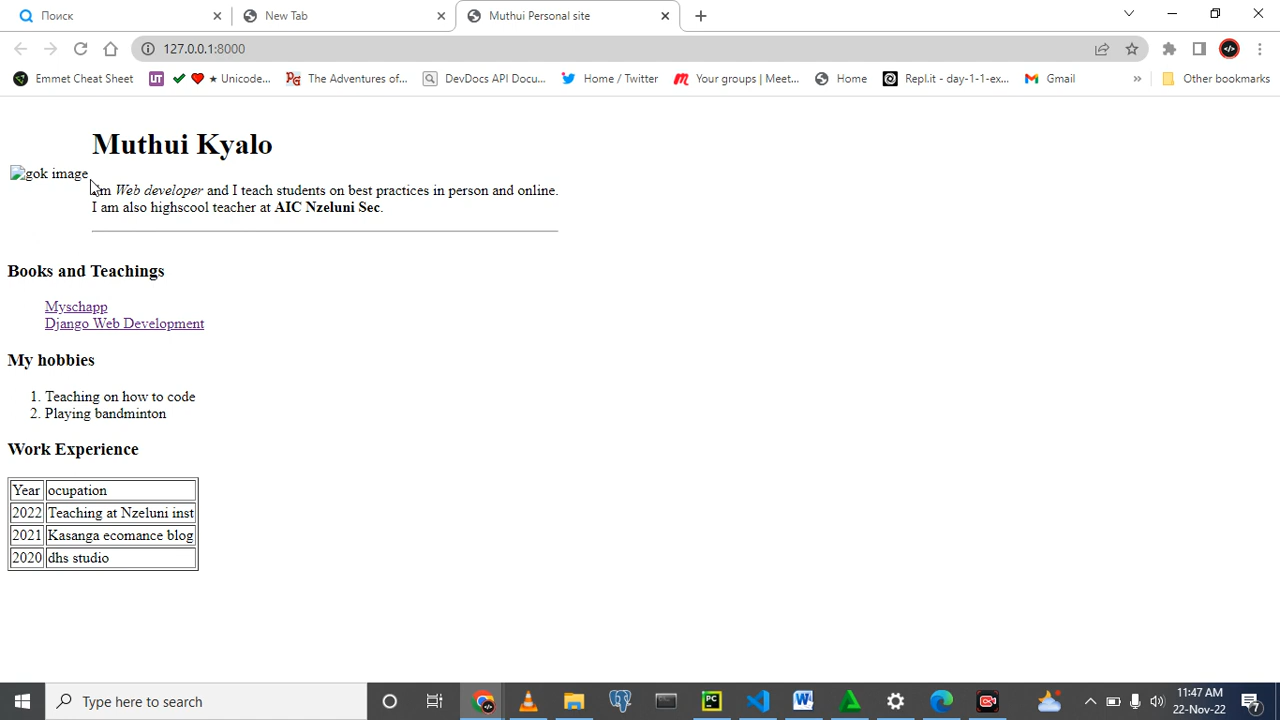 Поиск
New Tab
Muthui Personal site
127.0.0.1:8000
Emmet Cheat Sheet
★ Unicode...
The Adventures of...
DevDocs API Docu...
Home / Twitter
Your groups | Meet...
Home
Repl.it - day-1-1-ex...
Gmail
»
Other bookmarks
Muthui Kyalo
gok image
Web developer and I teach students on best practices in person and online.
I am also highscool teacher at AIC Nzeluni Sec.
Books and Teachings
Myschapp
Django Web Development
My hobbies
1. Teaching on how to code
2. Playing bandminton
Work Experience
Year ocupation
2022 Teaching at Nzeluni inst
2021 Kasanga ecomance blog
2020 dhs studio
Type here to search
11:47 AM
22-Nov-22
7